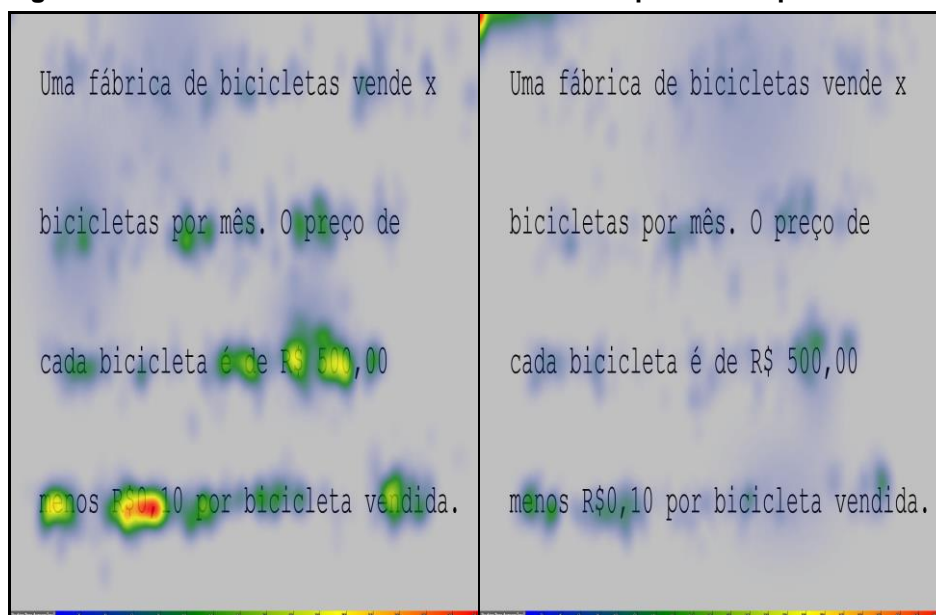 Uma fábrica de bicicletas vende x
bicicletas por mês. O preço de
cada bicicleta é de R$ 500,00
menos R$0,10 por bicicleta vendida.
Uma fábrica de bicicletas vende x
bicicletas por mês. O preço de
cada bicicleta é de R$ 500,00
menos R$0,10 por bicicleta vendida.